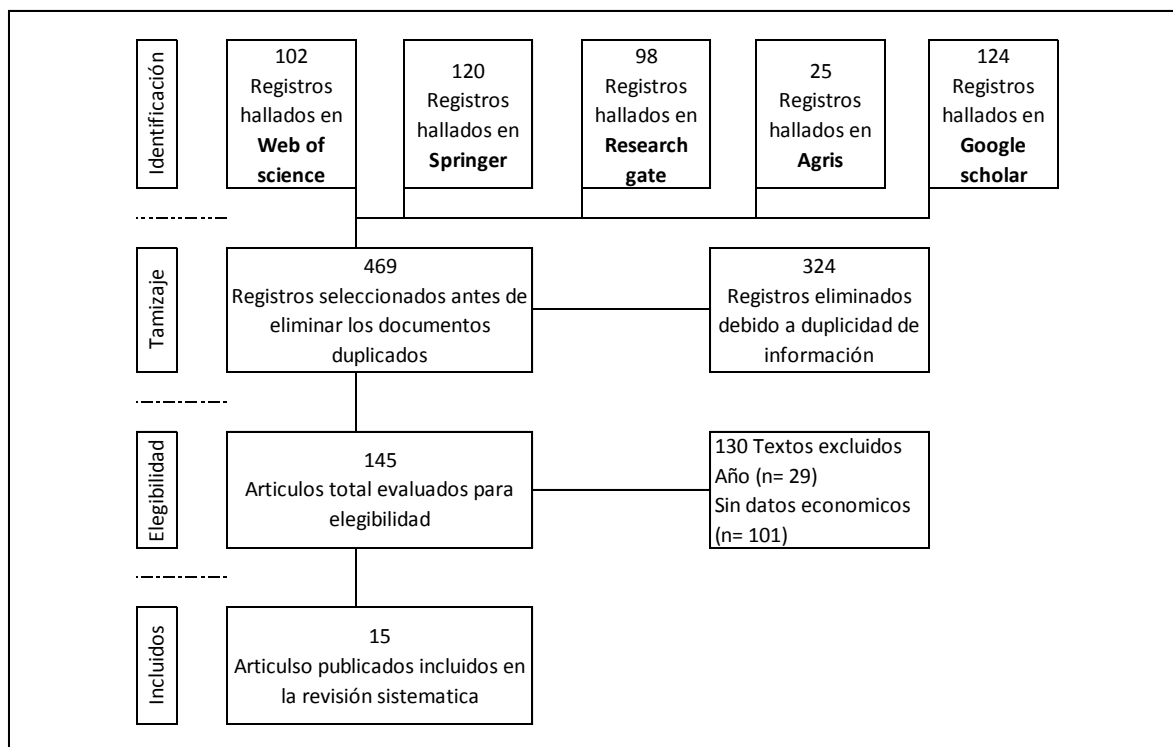 Identificación
102
Registros
hallados en
Web of
science
120
Registros
hallados en
Springer
98
Registros
hallados en
Research
gate
25
Registros
hallados en
Agris
124
Registros
hallados en
Google
scholar
Tamizaje
469
Registros seleccionados antes de
eliminar los documentos
duplicados
324
Registros eliminados
debido a duplicidad de
información
Elegibilidad
145
Articulos total evaluados para
elegibilidad
130 Textos excluidos
Año (n= 29)
Sin datos economicos
(n= 101)
Incluidos
15
Articulso publicados incluidos en
la revisión sistematica